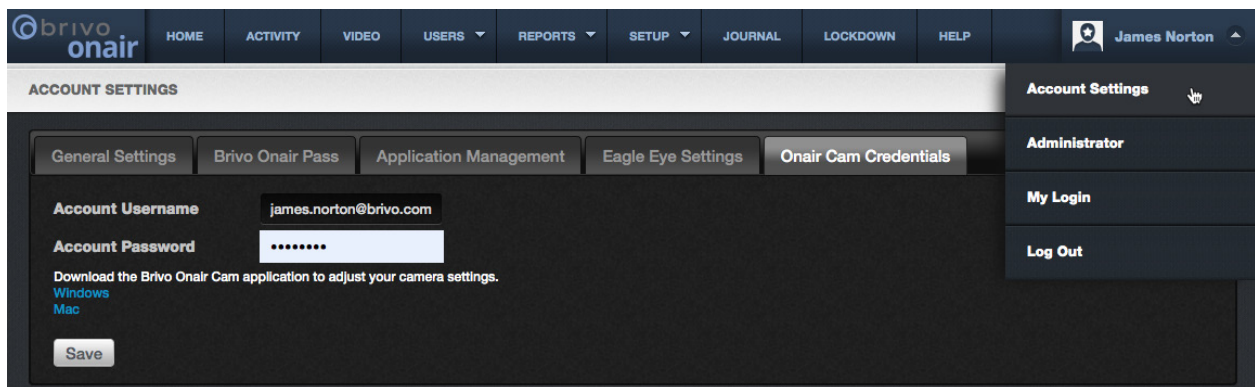 brivo onair HOME ACTIVITY VIDEO USERS REPORTS SETUP JOURNAL LOCKDOWN HELP James Norton
ACCOUNT SETTINGS
Account Settings
Administrator
My Login
Log Out
General Settings Brivo Onair Pass Application Management Eagle Eye Settings Onair Cam Credentials
Account Username james.norton@brivo.com
Account Password ••••••••
Download the Brivo Onair Cam application to adjust your camera settings.
Windows
Mac
Save